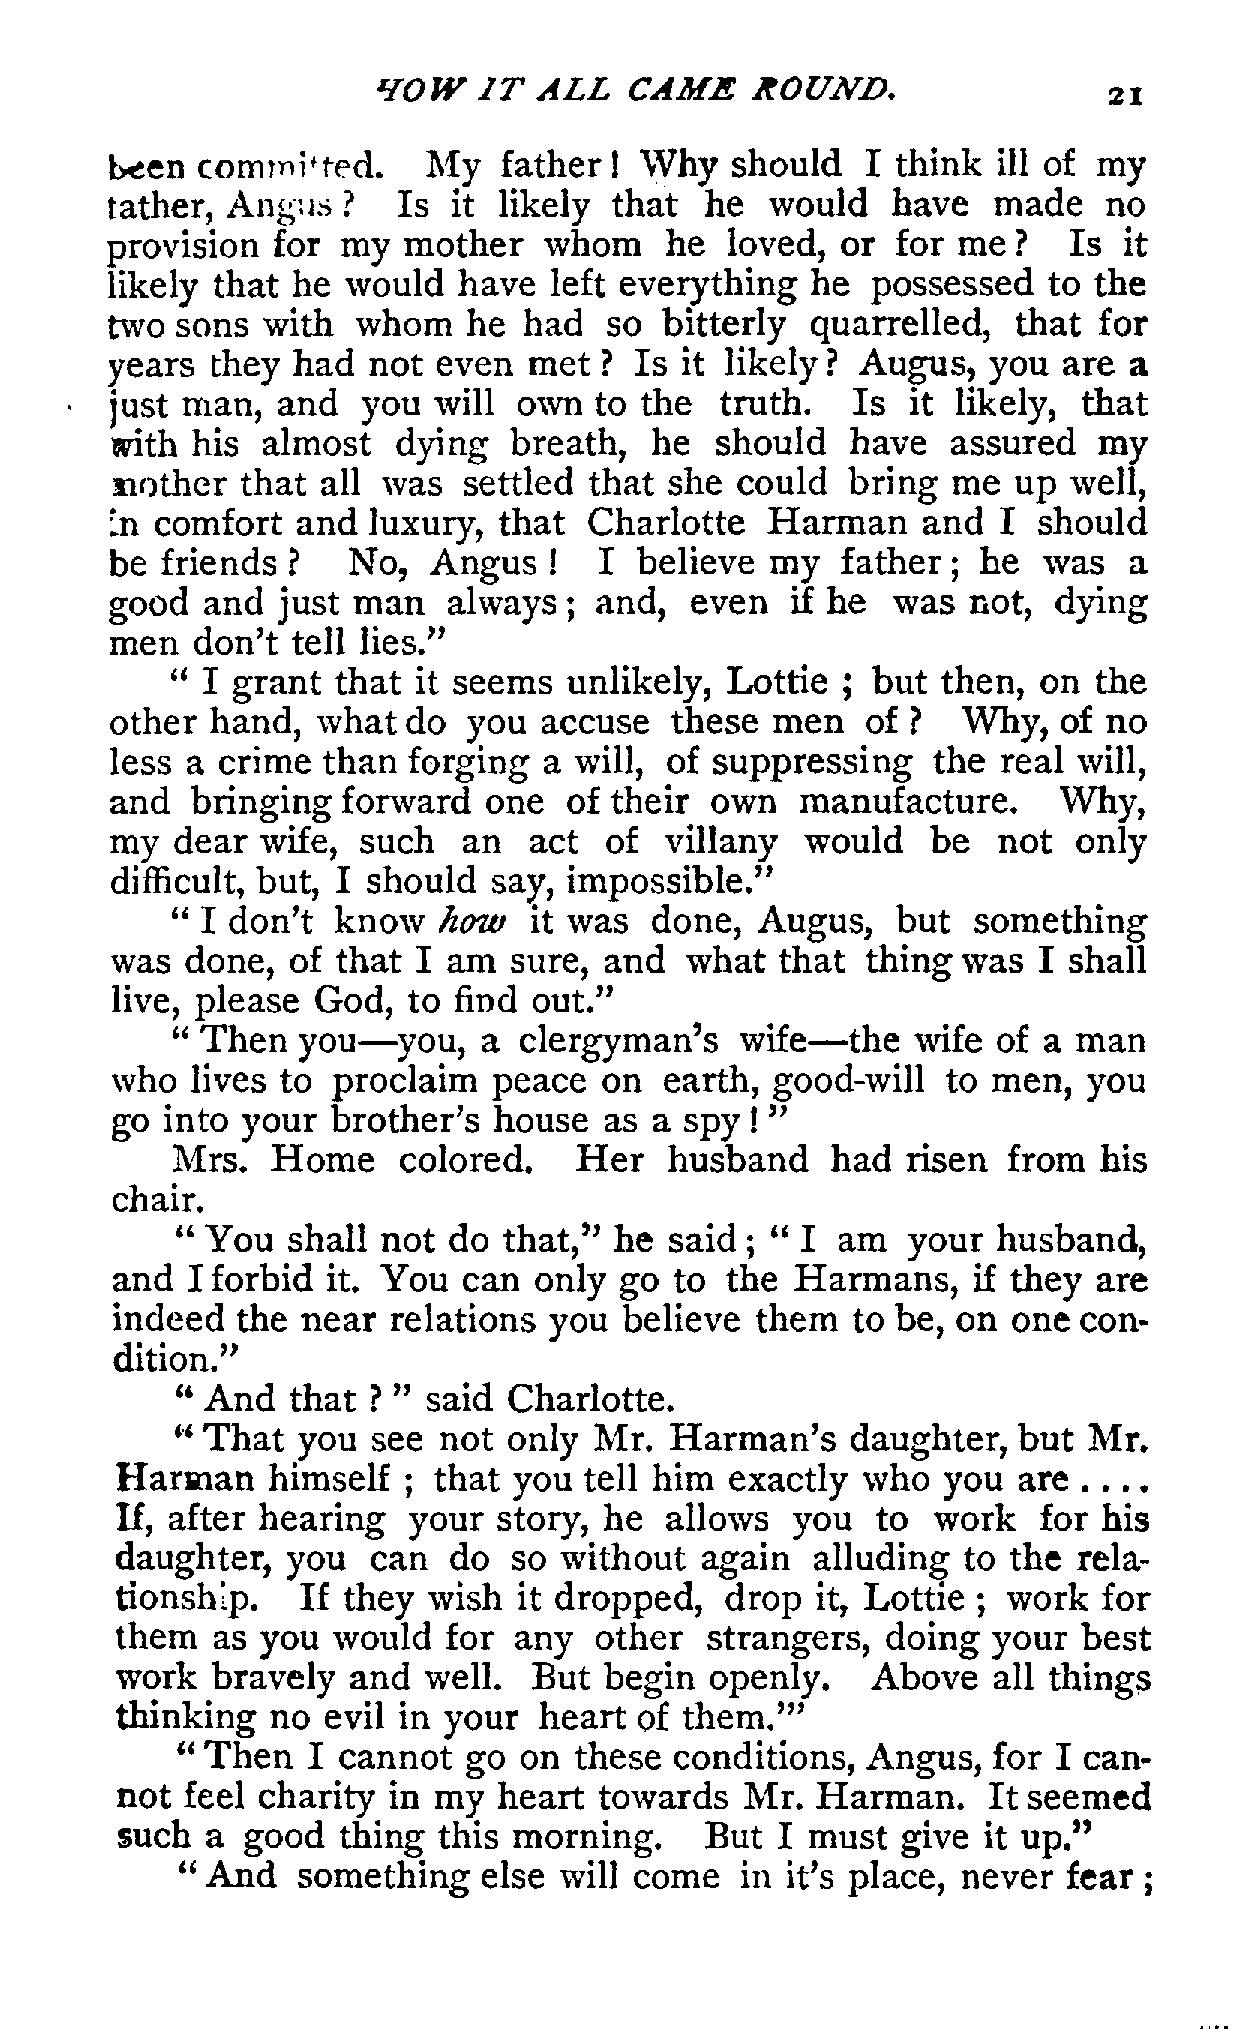 HOW IT ALL CAME ROUND. 21
been committed. My father! Why should I think ill of my
father, Angus? Is it likely that he would have made no
provision for my mother whom he loved, or for me? Is it
likely that he would have left everything he possessed to the
two sons with whom he had so bitterly quarrelled, that for
years they had not even met? Is it likely? Augus, you are a
just man, and you will own to the truth. Is it likely, that
with his almost dying breath, he should have assured my
mother that all was settled that she could bring me up well,
in comfort and luxury, that Charlotte Harman and I should
be friends? No, Angus! I believe my father; he was a
good and just man always; and, even if he was not, dying
men don't tell lies."
"I grant that it seems unlikely, Lottie; but then, on the
other hand, what do you accuse these men of? Why, of no
less a crime than forging a will, of suppressing the real will,
and bringing forward one of their own manufacture. Why,
my dear wife, such an act of villany would be not only
difficult, but, I should say, impossible."
"I don't know how it was done, Augus, but something
was done, of that I am sure, and what that thing was I shall
live, please God, to find out."
"Then you—you, a clergyman's wife—the wife of a man
who lives to proclaim peace on earth, good-will to men, you
go into your brother's house as a spy!"
Mrs. Home colored. Her husband had risen from his
chair.
"You shall not do that," he said; "I am your husband,
and I forbid it. You can only go to the Harmans, if they are
indeed the near relations you believe them to be, on one con-
dition."
"And that?" said Charlotte.
"That you see not only Mr. Harman's daughter, but Mr.
Harman himself; that you tell him exactly who you are ....
If, after hearing your story, he allows you to work for his
daughter, you can do so without again alluding to the rela-
tionship. If they wish it dropped, drop it, Lottie; work for
them as you would for any other strangers, doing your best
work bravely and well. But begin openly. Above all things
thinking no evil in your heart of them.'"
"Then I cannot go on these conditions, Angus, for I can-
not feel charity in my heart towards Mr. Harman. It seemed
such a good thing this morning. But I must give it up."
"And something else will come in it's place, never fear;